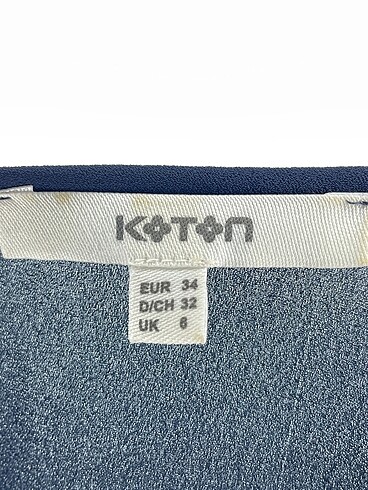 KOTON
EUR 34
D/CH 32
UK 6